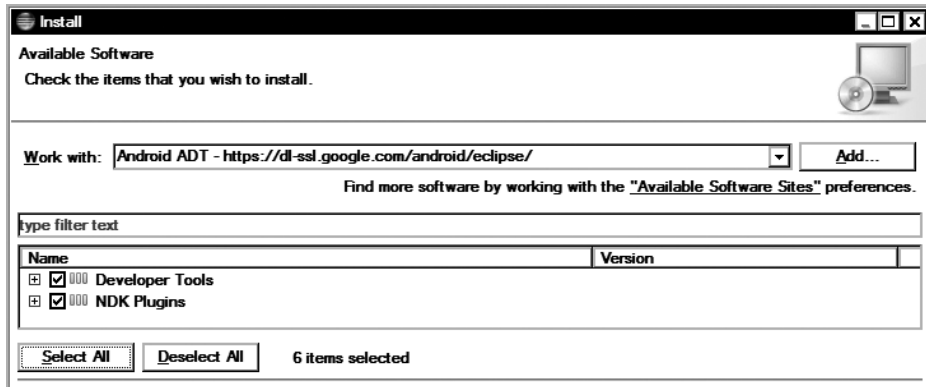 Install
Available Software
Check the items that you wish to install.
Work with: Android ADT - https://dl-ssl.google.com/android/eclipse/ Add...
Find more software by working with the "Available Software Sites" preferences.
type filter text
Name Version
Developer Tools
NDK Plugins
Select All Deselect All 6 items selected